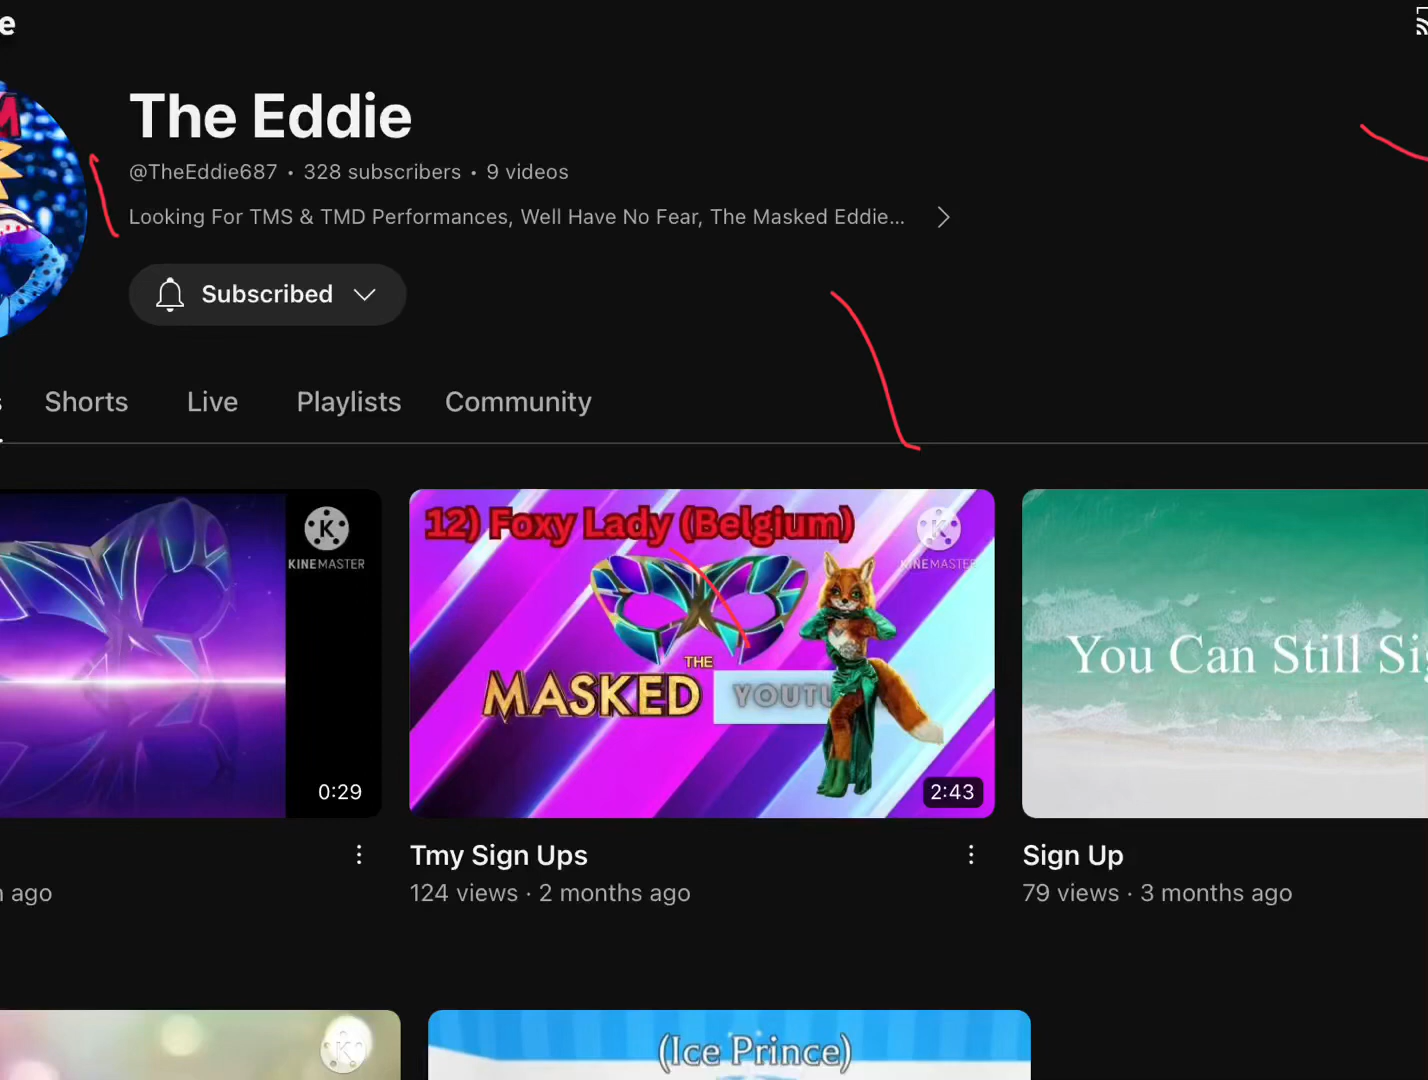 The Eddie
@TheEddie687 • 328 subscribers • 9 videos
Looking For TMS & TMD Performances, Well Have No Fear, The Masked Eddie...
Subscribed
Shorts Live Playlists Community
KINEMASTER
0:29
12) Foxy Lady (Belgium)
KINEMASTER
THE
MASKED
2:43
You Can Still
ago
Tmy Sign Ups
124 views · 2 months ago
Sign Up
79 views · 3 months ago
(Ice Prince)